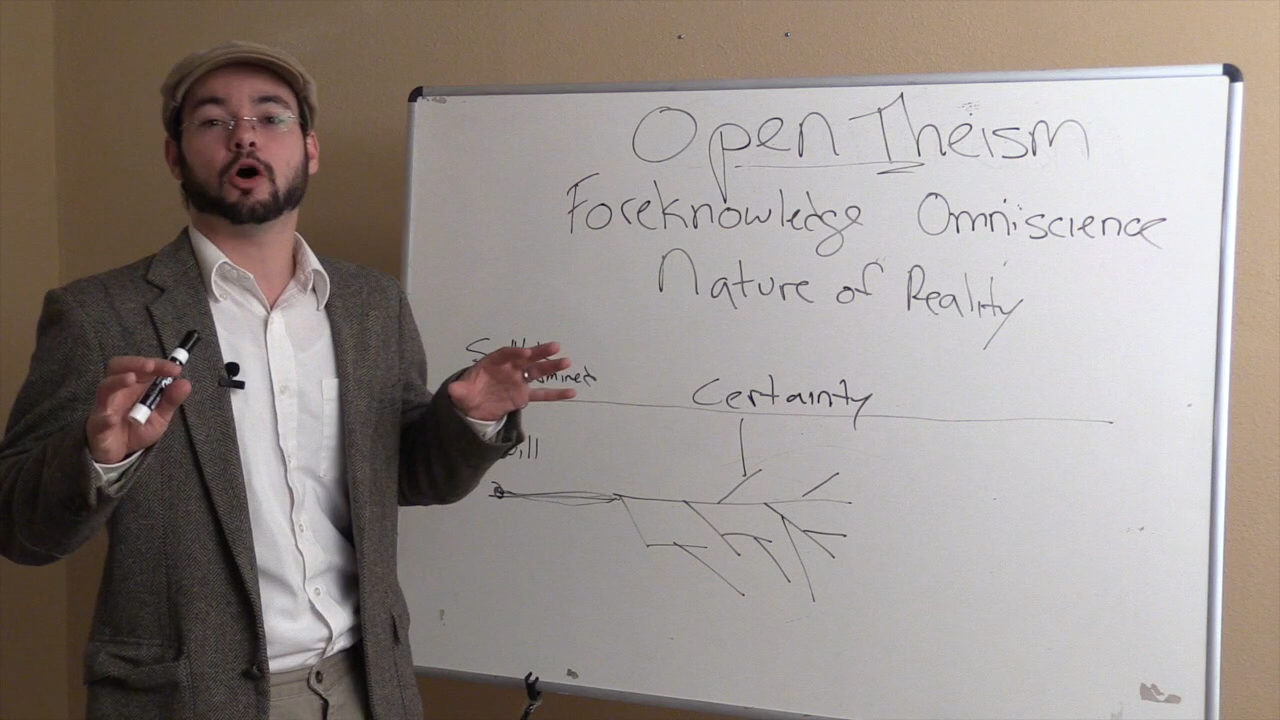 Open Theism
Foreknowledge Omniscience
Nature of Reality
Certainty